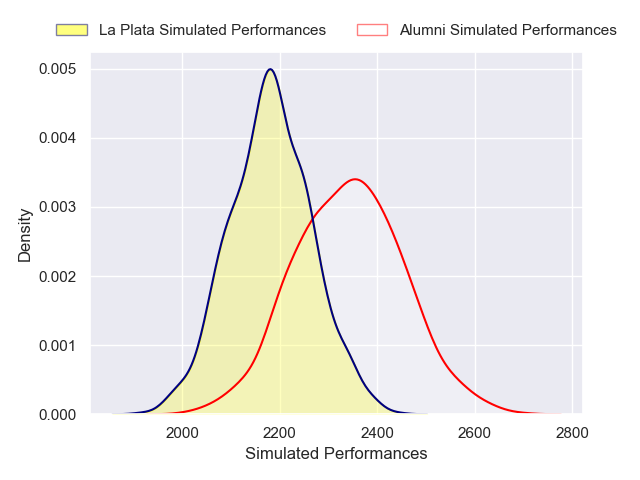 La Plata Simulated Performances
Alumni Simulated Performances
0.005
0.004
0.003
0.002
0.001
0.000
Density
2000
2200
2400
2600
2800
Simulated Performances